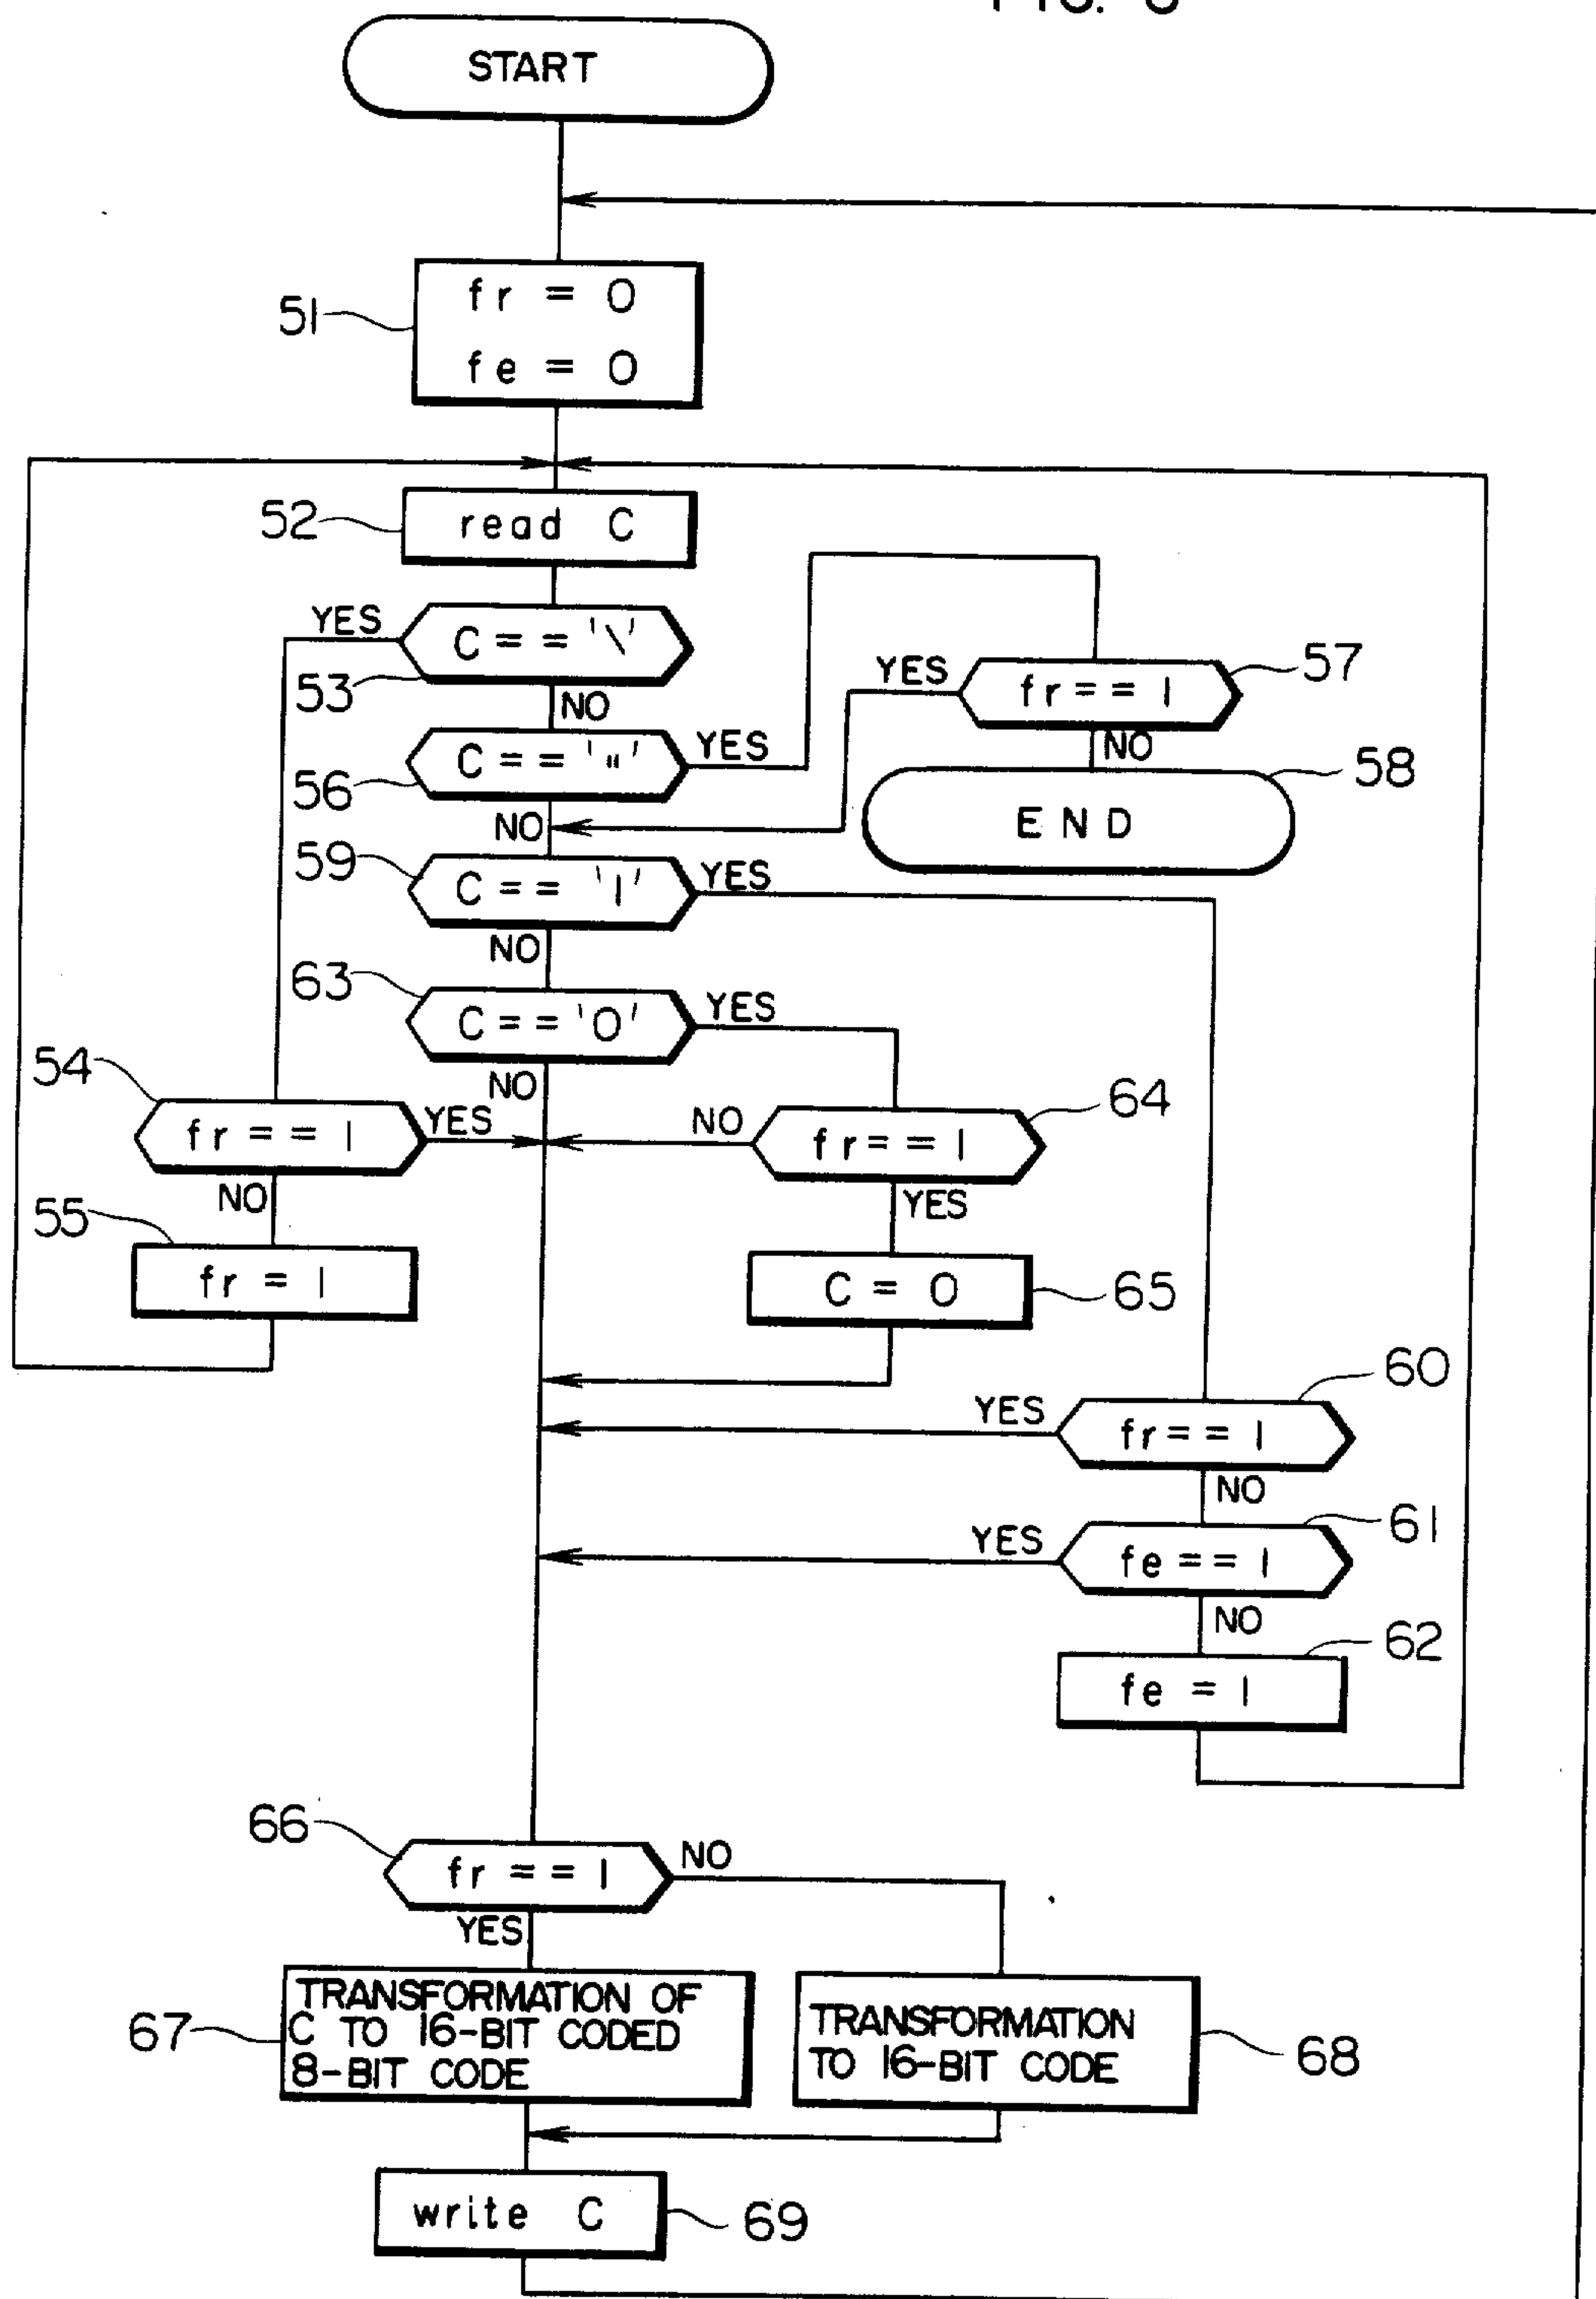 FIG.
START
51
fr = 0
fe = 0
52
read C
YES
C == '\'
53
NO
57
YES
fr == 1
NO
C == '"'
YES
56
58
END
NO
59
C == '1'
YES
NO
63
C == '0'
YES
NO
54
fr == 1
YES
NO
64
fr == 1
NO
YES
55
fr = 1
C = 0
65
60
YES
fr == 1
NO
61
YES
fe == 1
NO
62
fe = 1
66
fr == 1
NO
YES
67
TRANSFORMATION OF
C TO 16-BIT CODED
8-BIT CODE
TRANSFORMATION
TO 16-BIT CODE
68
write C
69